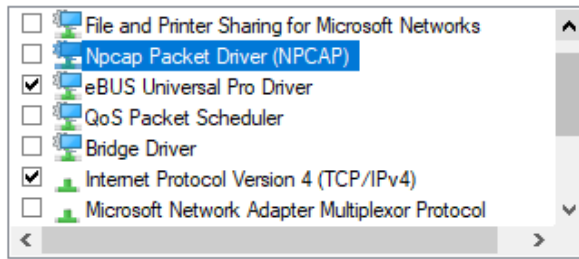 File and Printer Sharing for Microsoft Networks
Npcap Packet Driver (NPCAP)
eBUS Universal Pro Driver
QoS Packet Scheduler
Bridge Driver
Internet Protocol Version 4 (TCP/IPv4)
Microsoft Network Adapter Multiplexor Protocol